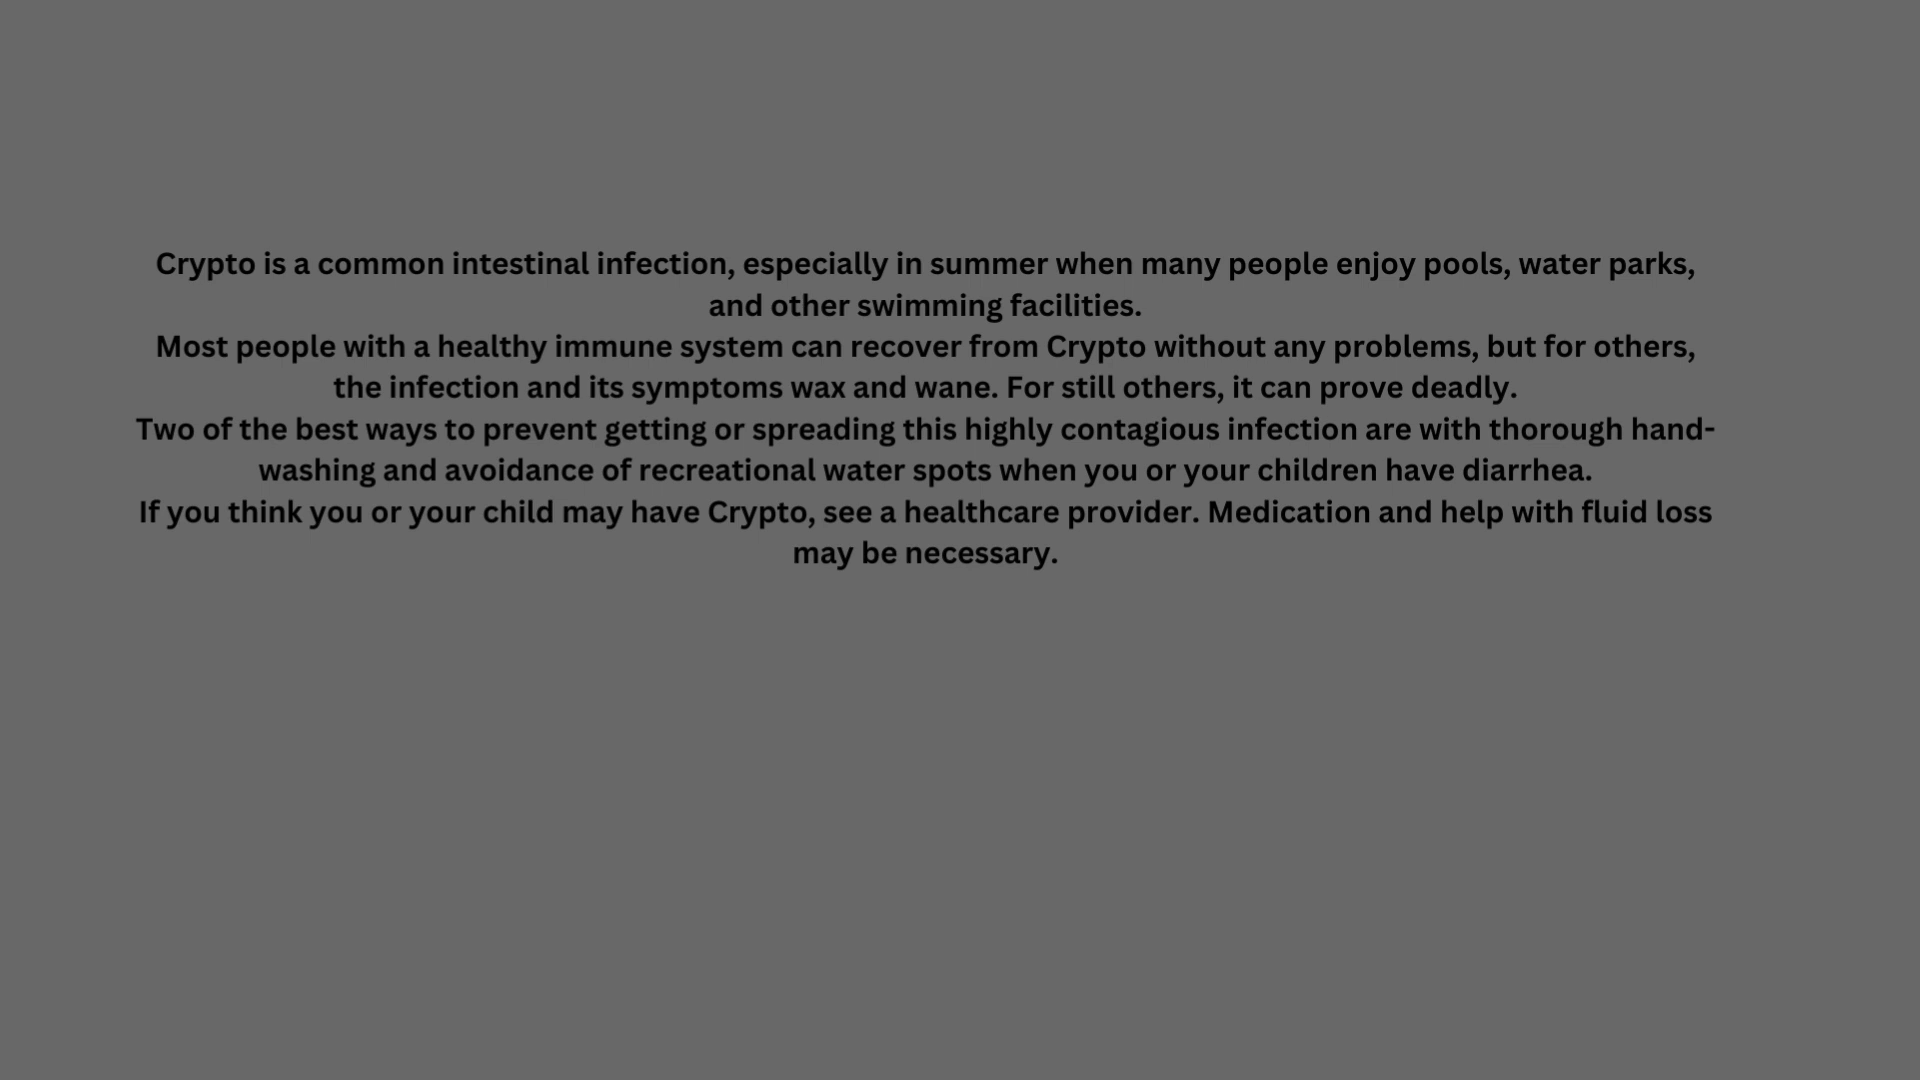 Crypto is a common intestinal infection, especially in summer when many people enjoy pools, water parks,
and other swimming facilities.
Most people with a healthy immune system can recover from Crypto without any problems, but for others,
the infection and its symptoms wax and wane. For still others, it can prove deadly.
Two of the best ways to prevent getting or spreading this highly contagious infection are with thorough hand-
washing and avoidance of recreational water spots when you or your children have diarrhea.
If you think you or your child may have Crypto, see a healthcare provider. Medication and help with fluid loss
may be necessary.